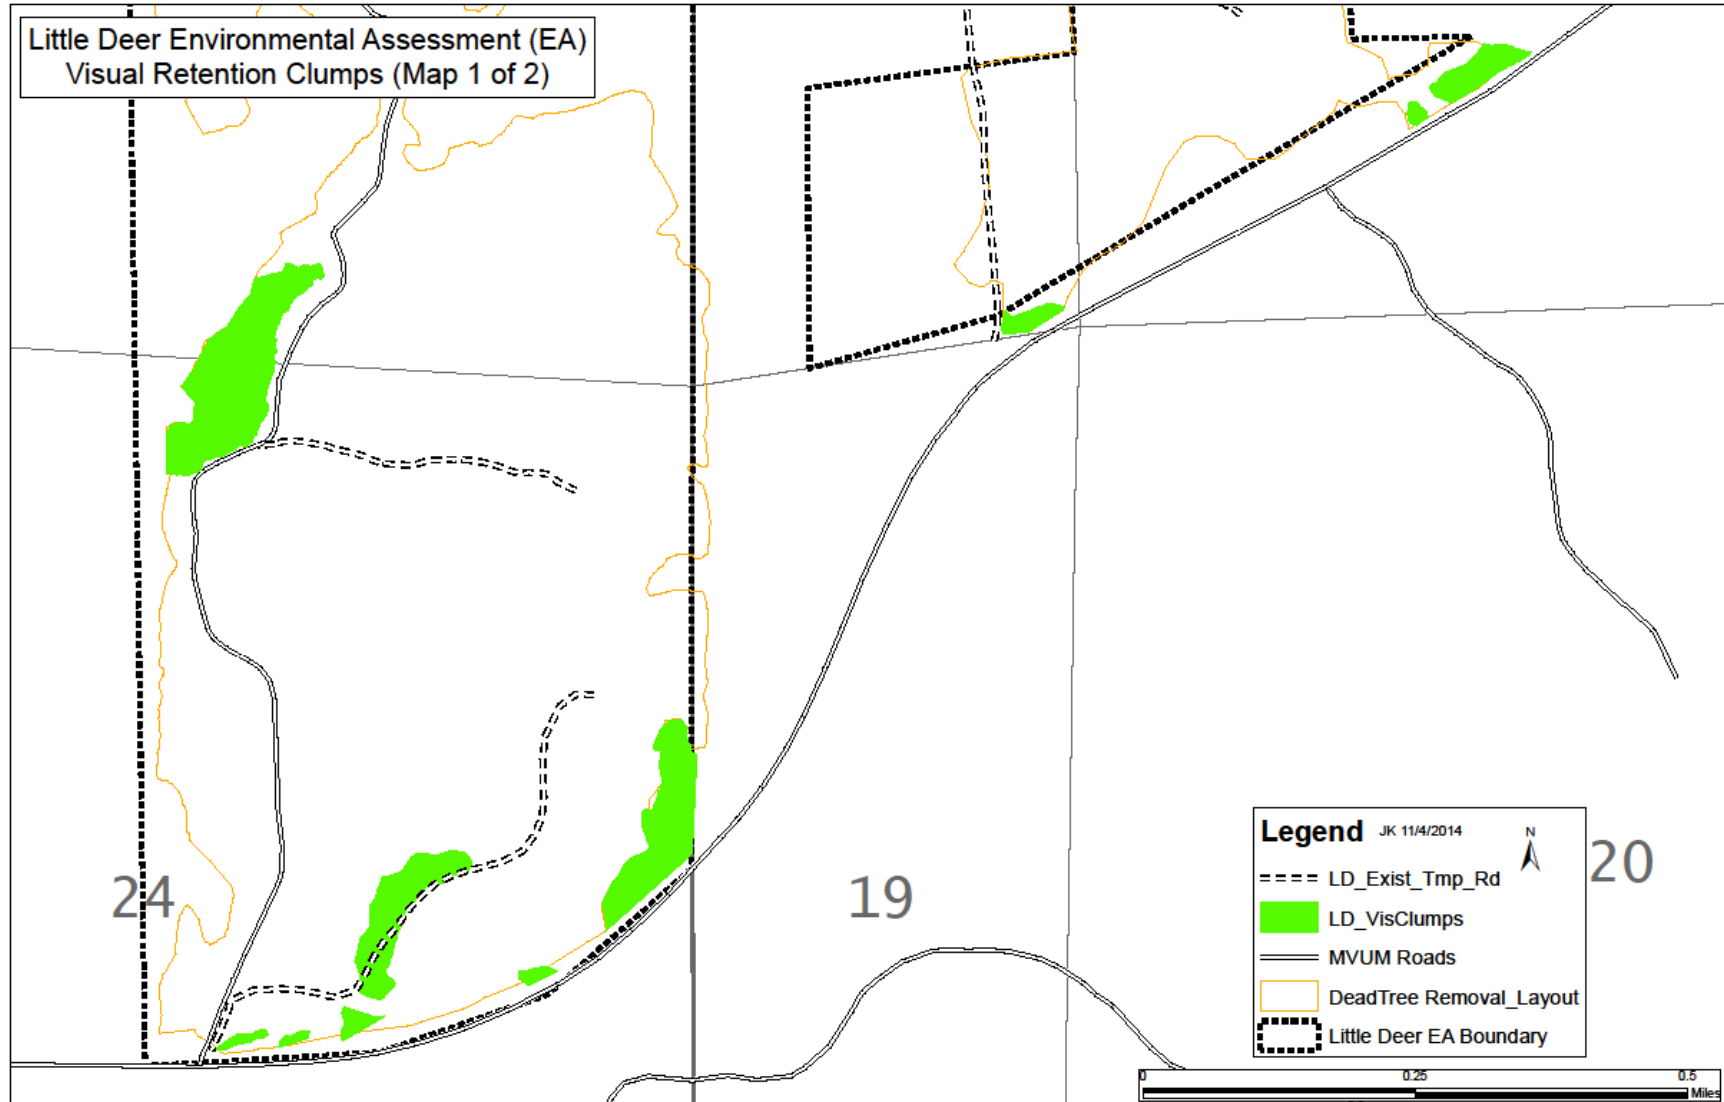 Little Deer Environmental Assessment (EA)
Visual Retention Clumps (Map 1 of 2)
24
19
20
Legend JK 11/4/2014 N
LD_Exist_Tmp_Rd
LD_VisClumps
MVUM Roads
DeadTree Removal_Layout
Little Deer EA Boundary
0 0.25 0.5
Miles